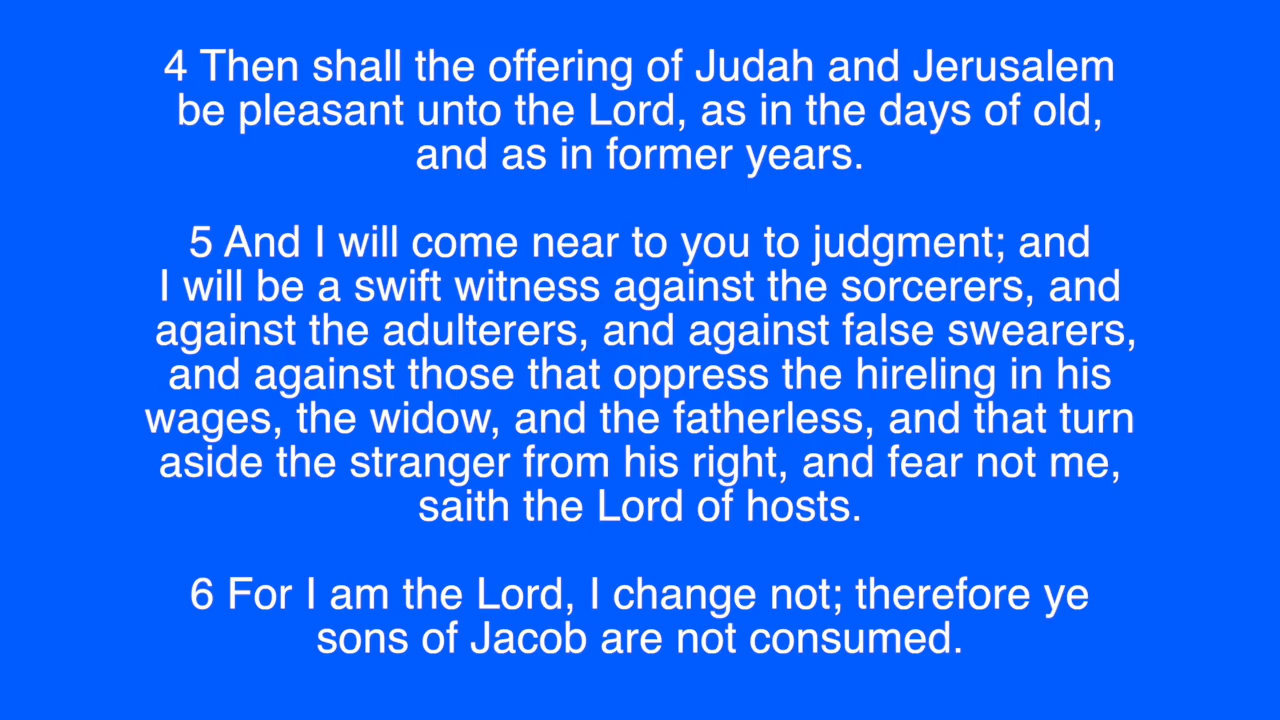 4 Then shall the offering of Judah and Jerusalem
be pleasant unto the Lord, as in the days of old,
and as in former years.
5 And I will come near to you to judgment; and
I will be a swift witness against the sorcerers, and
against the adulterers, and against false swearers,
and against those that oppress the hireling in his
wages, the widow, and the fatherless, and that turn
aside the stranger from his right, and fear not me,
saith the Lord of hosts.
6 For I am the Lord, I change not; therefore ye
sons of Jacob are not consumed.